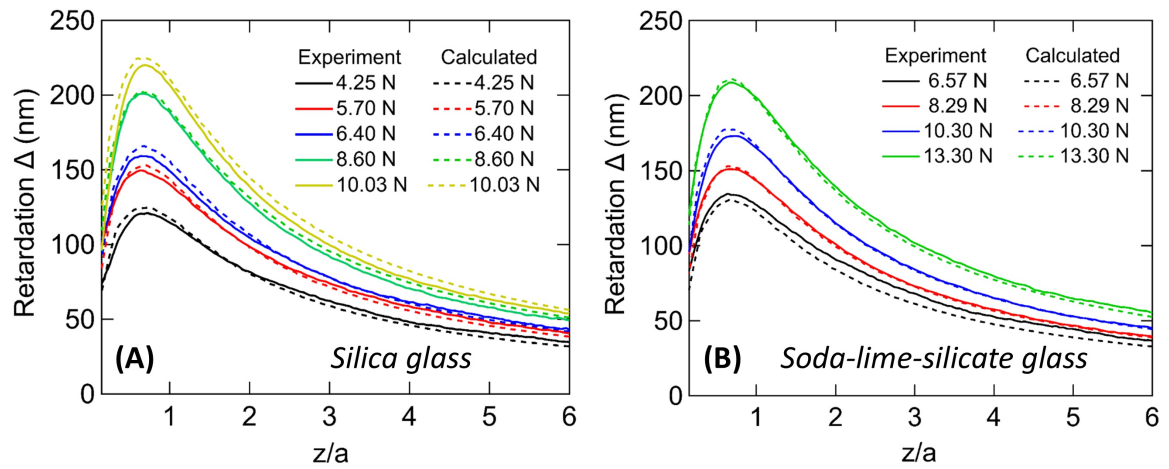 250
200
150
100
50
0
Retardation Δ (nm)
Experiment Calculated
4.25 N 4.25 N
5.70 N 5.70 N
6.40 N 6.40 N
8.60 N 8.60 N
10.03 N 10.03 N
(A) Silica glass
1 2 3 4 5 6
z/a
250
200
150
100
50
0
Retardation Δ (nm)
Experiment Calculated
6.57 N 6.57 N
8.29 N 8.29 N
10.30 N 10.30 N
13.30 N 13.30 N
(B) Soda-lime-silicate glass
1 2 3 4 5 6
z/a